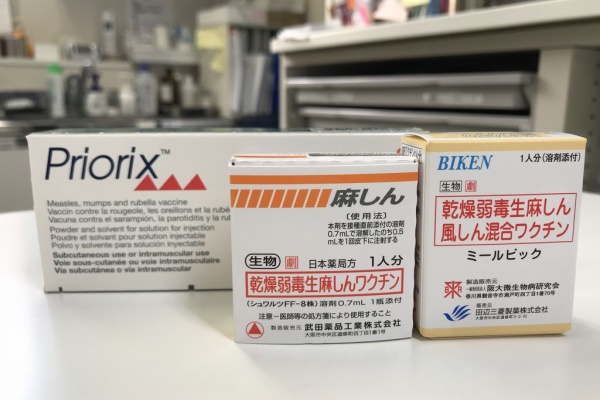 Priorix™
Measles, mumps and rubella vaccine
Vaccin contre la rougeole, les oreillons et la rubé
Vacuna contra el sarampión, la parotiditis y la rub
Powder and solvent for solution for injection
Poudre et solvant pour solution injectable
Polvo y solvente para solución inyectable
Subcutaneous use or intramuscular use
Voie sous-cutanée ou voie intramusculaire
Vía subcutánea o vía intramuscular
麻しん
(使用法)
本剤を接種直前添付の溶剤
0.7mLで溶解したのち0.5
mLを1回皮下に注射する
生物 劇 日本薬局方 1人分
乾燥弱毒生麻しんワクチン
(シュワルツFF-8株) 溶剤0.7mL 1瓶添付
注意-医師等の処方箋により使用すること
製造販売元 武田薬品工業株式会社
大阪市中央区道修町四丁目1番1号
BIKEN
1人分(溶剤添付)
生物 劇
乾燥弱毒生麻しん
風しん混合ワクチン
ミールビック
製造販売元
一般財団法人 阪大微生物病研究会
香川県観音寺市瀬戸町四丁目1番70号
販売元
田辺三菱製薬株式会社
大阪市中央区道修町3-2-10